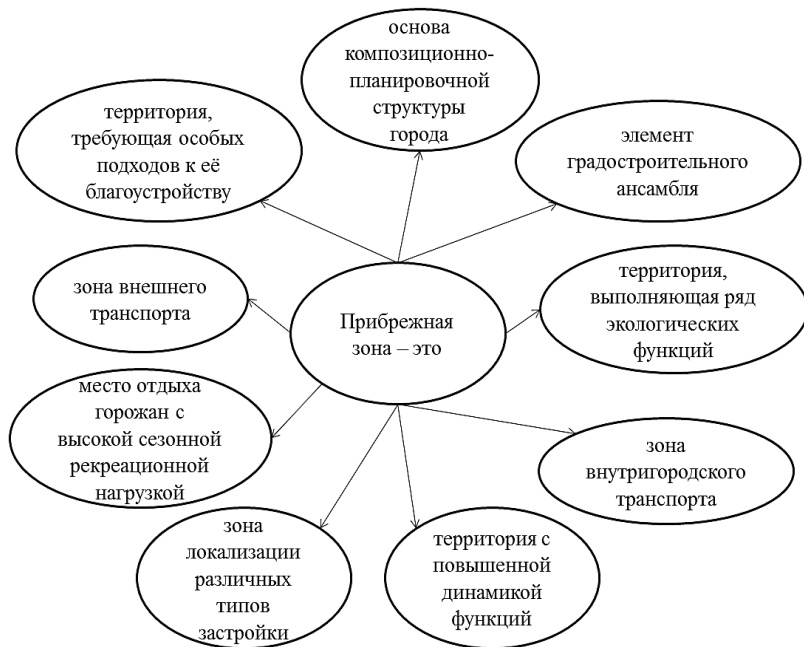 основа
композиционно-
планировочной
структуры
города
территория,
требующая особых
подходов к её
благоустройству
элемент
градостроительного
ансамбля
зона внешнего
транспорта
Прибрежная
зона – это
территория,
выполняющая ряд
экологических
функций
место отдыха
горожан с
высокой сезонной
рекреационной
нагрузкой
зона
внутригородского
транспорта
зона
локализации
различных
типов
застройки
территория с
повышенной
динамикой
функций